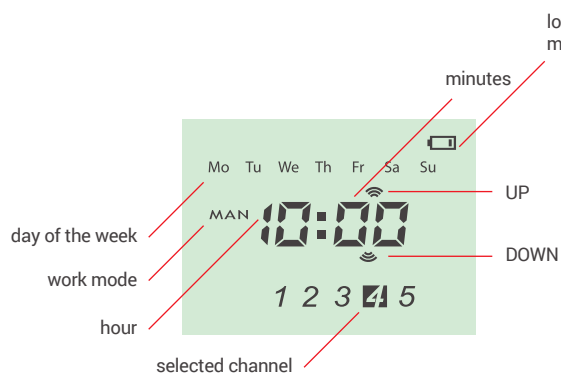 lo
m
minutes
Mo Tu We Th Fr Sa Su
UP
MAN 10:00
day of the week
DOWN
work mode
1 2 3 4 5
hour
selected channel